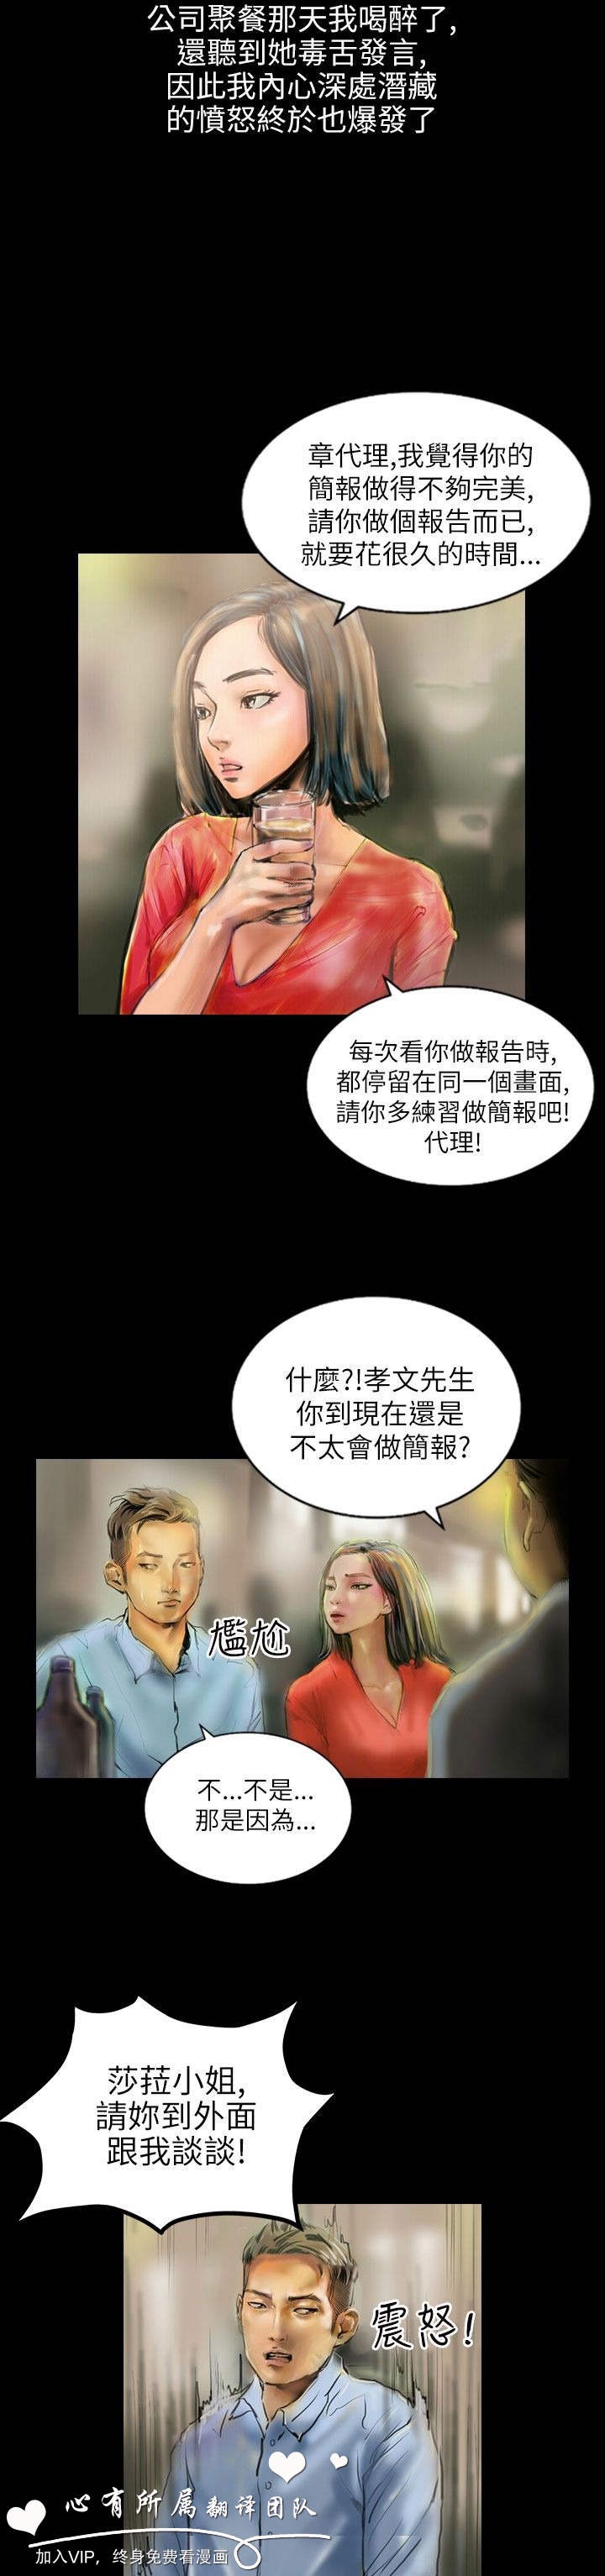 公司聚餐那天我喝醉了,
還聽到她毒舌發言,
因此我內心深處潛藏
的憤怒終於也爆發了
章代理,我覺得你的
簡報做得不夠完美,
請你做個報告而已,
就要花很久的時間...
每次看你做報告時,
都停留在同一個畫面,
請你多練習做簡報吧!
代理!
什麼?!孝文先生
你到現在還是
不太會做簡報?
尷尬
不...不是...
那是因為...
莎菈小姐,
請妳到外面
跟我談談!
震怒!
心有所属翻译团队
加入VIP，终身免费看漫画